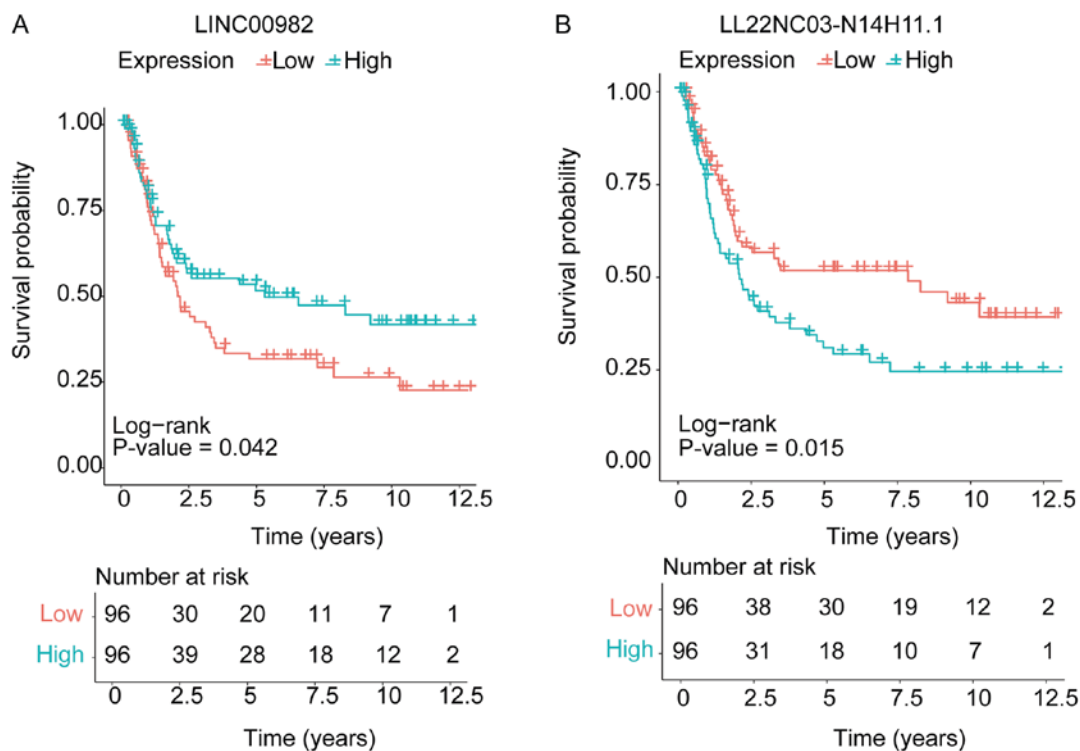 A
LINC00982
Expression Low High
Survival probability
1.00
0.75
0.50
0.25
0.00
Log-rank
P-value = 0.042
0 2.5 5 7.5 10 12.5
Time (years)
Number at risk
Low 96 30 20 11 7 1
High 96 39 28 18 12 2
0 2.5 5 7.5 10 12.5
Time (years)
B
LL22NC03-N14H11.1
Expression Low High
Survival probability
1.00
0.75
0.50
0.25
0.00
Log-rank
P-value = 0.015
0 2.5 5 7.5 10 12.5
Time (years)
Number at risk
Low 96 38 30 19 12 2
High 96 31 18 10 7 1
0 2.5 5 7.5 10 12.5
Time (years)